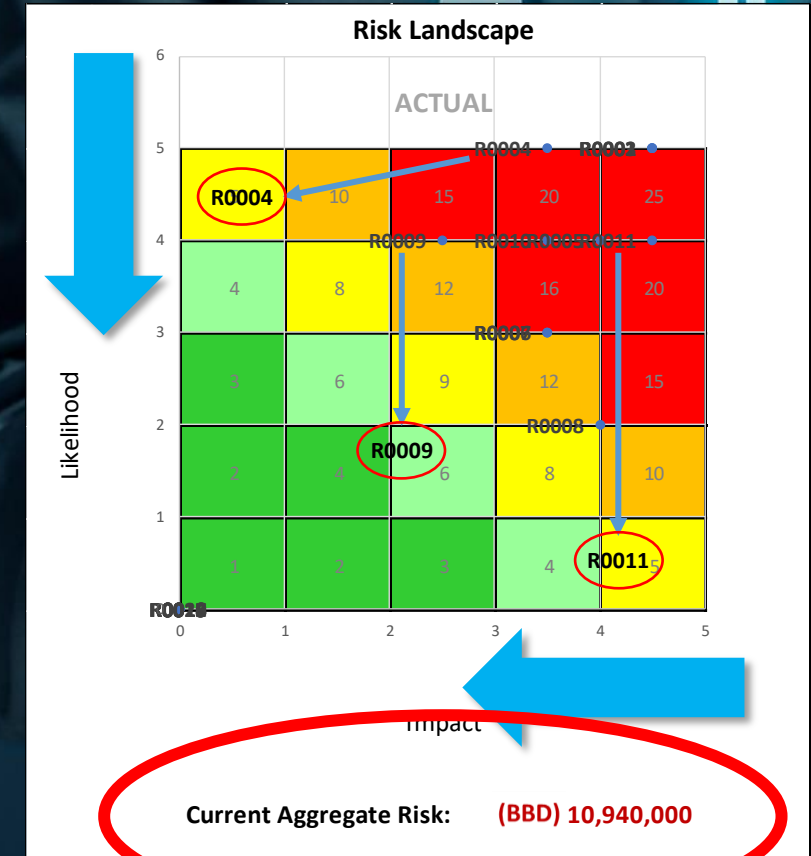 Risk Landscape
6
ACTUAL
5
R0004
4
R0004 10 15 20 25
R0009 R0011
4 8 12 16 20
3
3 6 9 12 15
2
R0008
R0009
2 4 6 8 10
1
1 2 3 4 R0011 5
0 1 2 3 4 5
Likelihood
Impact
Current Aggregate Risk: (BBD) 10,940,000